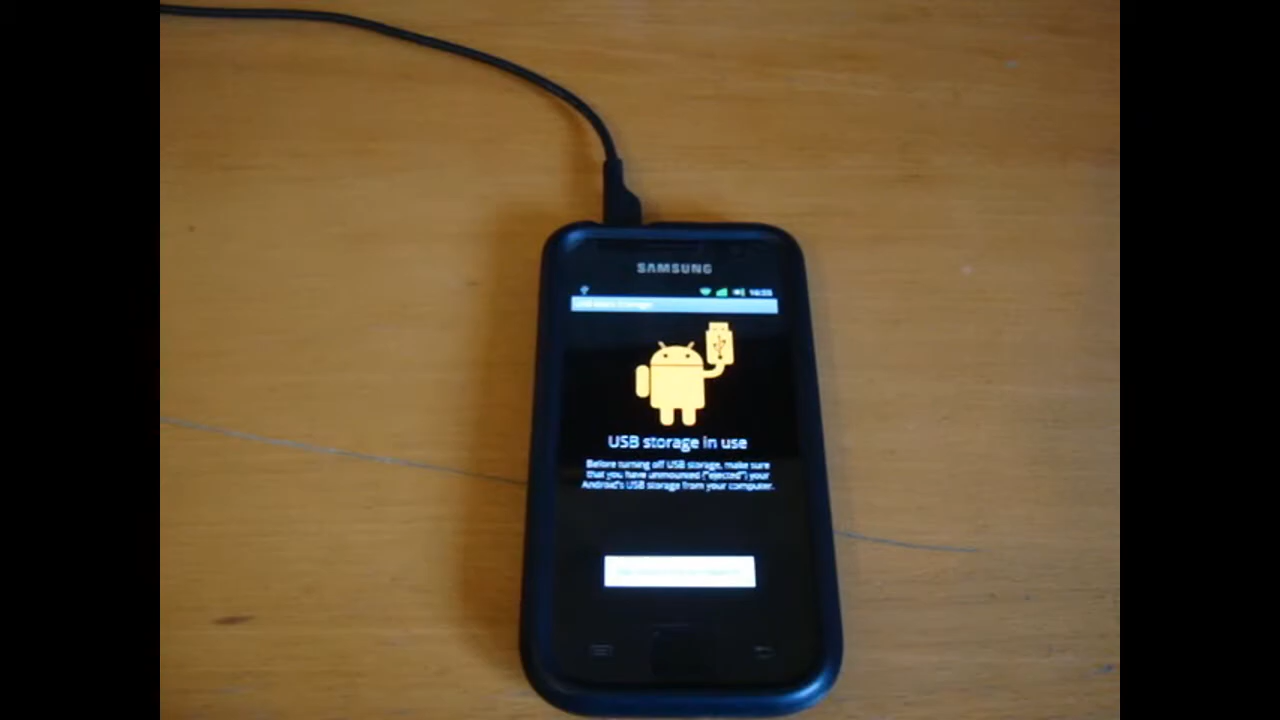 SAMSUNG
USB storage in use
Before turning off USB storage, make sure
that you have unmounted ("ejected") your
Android's USB storage from your computer.